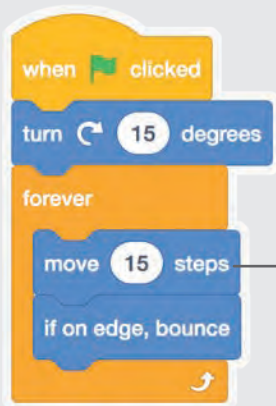 when clicked
turn 15 degrees
forever
move 15 steps
if on edge, bounce